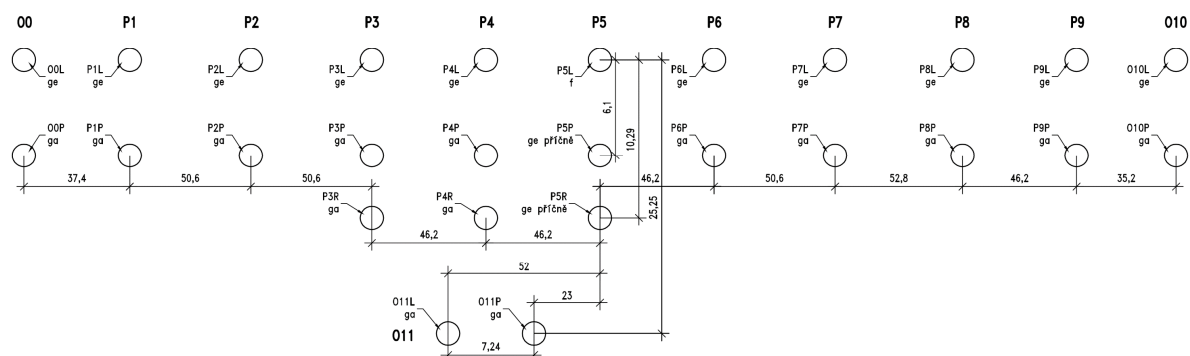 O0 P1 P2 P3 P4 P5 P6 P7 P8 P9 O10
O0L P1L P2L P3L P4L P5L P6L P7L P8L P9L O10L
ge ge ge ge ge f ge ge ge ge ge
6,1
10,29
25,25
O0P P1P P2P P3P P4P P5P P6P P7P P8P P9P O10P
ga ga ga ga ga ge příčně ga ga ga ga ga
37,4 50,6 50,6 46,2 50,6 52,8 46,2 35,2
P3R P4R P5R
ga ga ge příčně
46,2 46,2
52
23
O11L O11P
ga ga
O11
7,24